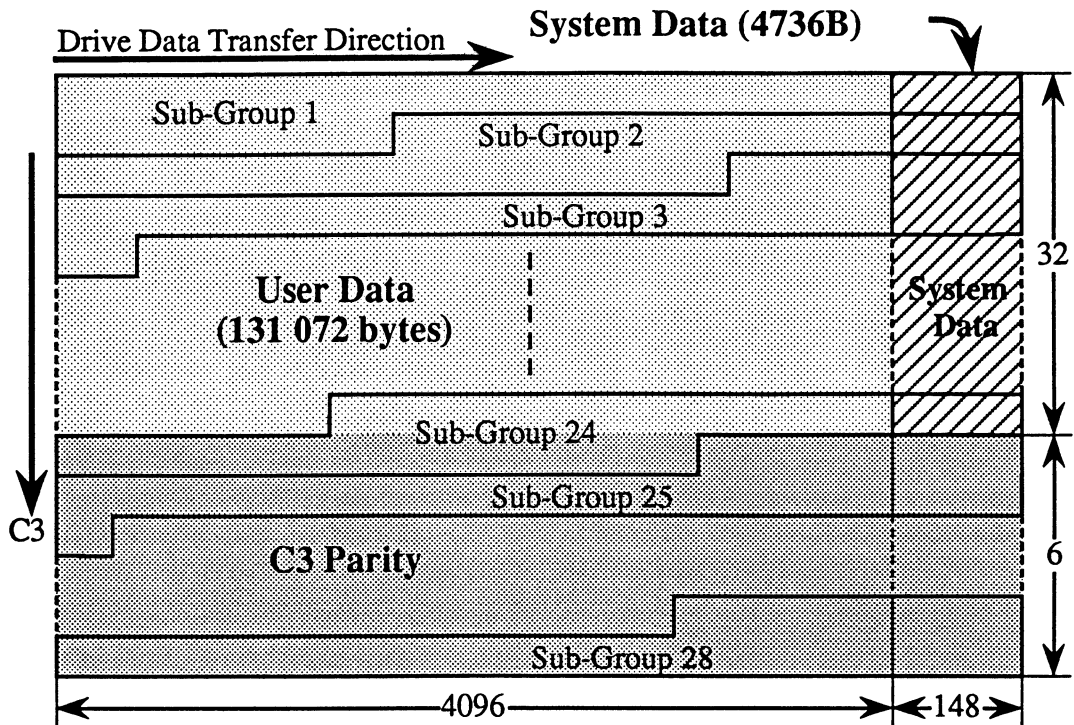 System Data (4736B)
Drive Data Transfer Direction
Sub-Group 1
Sub-Group 2
Sub-Group 3
32
User Data
(131 072 bytes)
System
Data
Sub-Group 24
Sub-Group 25
C3
6
C3 Parity
Sub-Group 28
4096
148